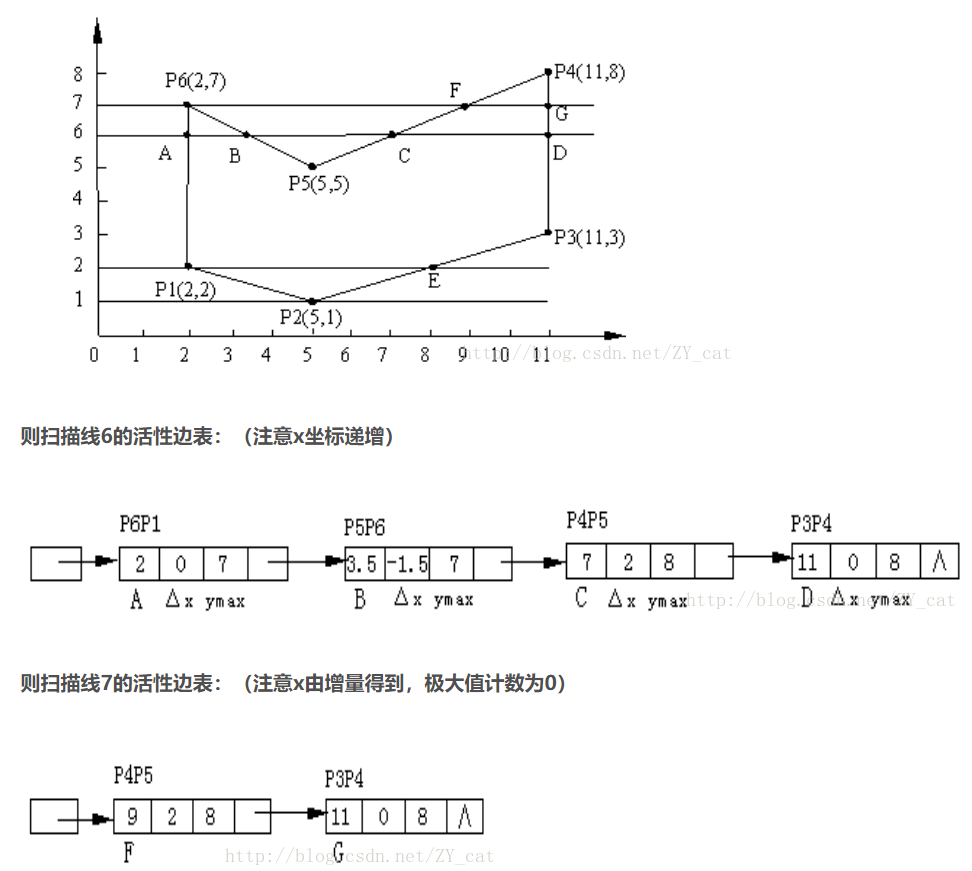 8
P6(2,7)
F
P4(11,8)
7
G
6
A
B
C
D
5
P5(5,5)
4
3
P3(11,3)
2
P1(2,2)
E
1
P2(5,1)
0 1 2 3 4 5 6 7 8 9 10 11
http://blog.csdn.net/ZY_cat
则扫描线6的活性边表：（注意x坐标递增）
P6P1 P5P6 P4P5 P3P4
2 0 7 3.5 -1.5 7 7 2 8 11 0 8 Λ
A Δx ymax B Δx ymax C Δx ymax D Δx ymax
http://blog.csdn.net/ZY_cat
则扫描线7的活性边表：（注意x由增量得到，极大值计数为0）
P4P5 P3P4
9 2 8 11 0 8 Λ
F G
http://blog.csdn.net/ZY_cat